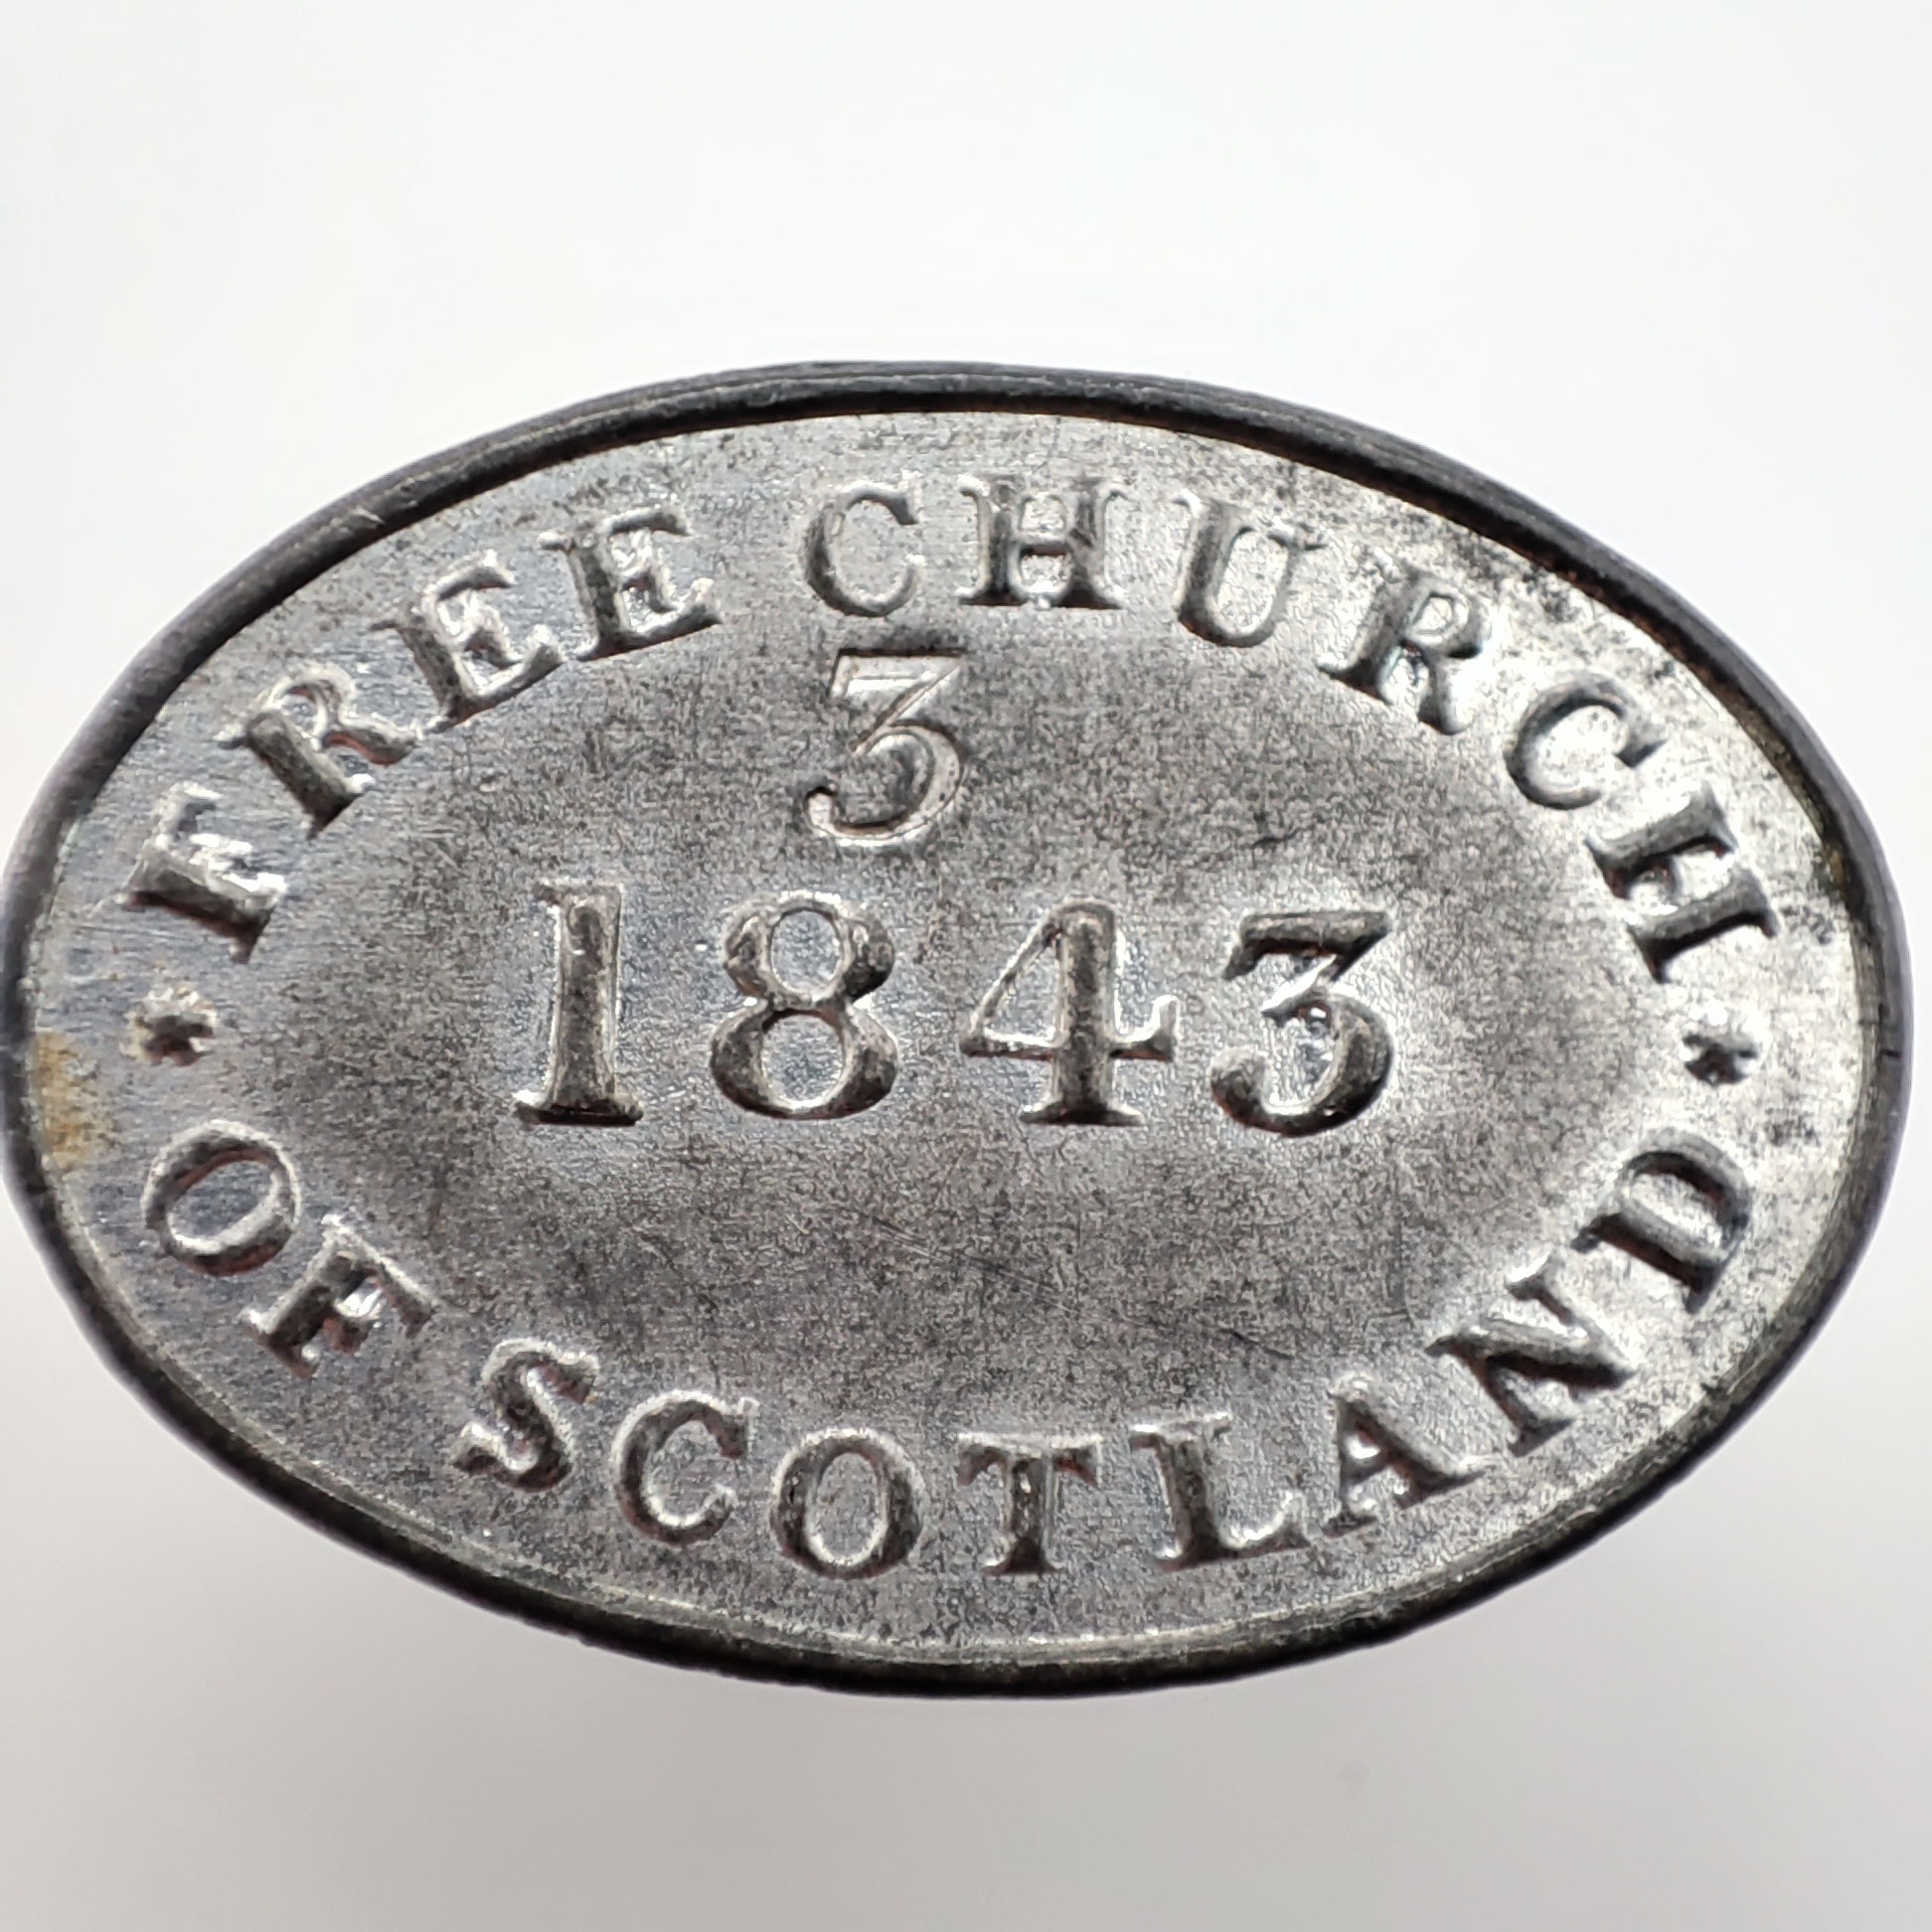 FREE CHURCH
3
1843
OF SCOTLAND